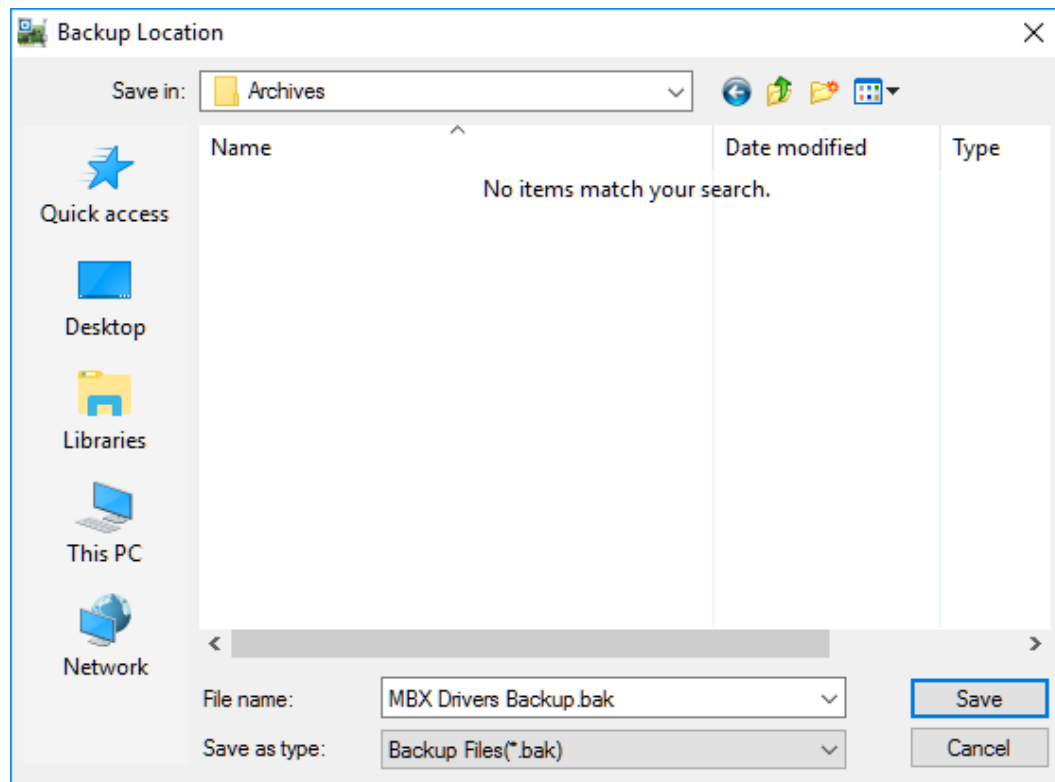 Backup Location
Save in: Archives
Name Date modified Type
No items match your search.
Quick access
Desktop
Libraries
This PC
Network
File name: MBX Drivers Backup.bak Save
Save as type: Backup Files(*.bak) Cancel